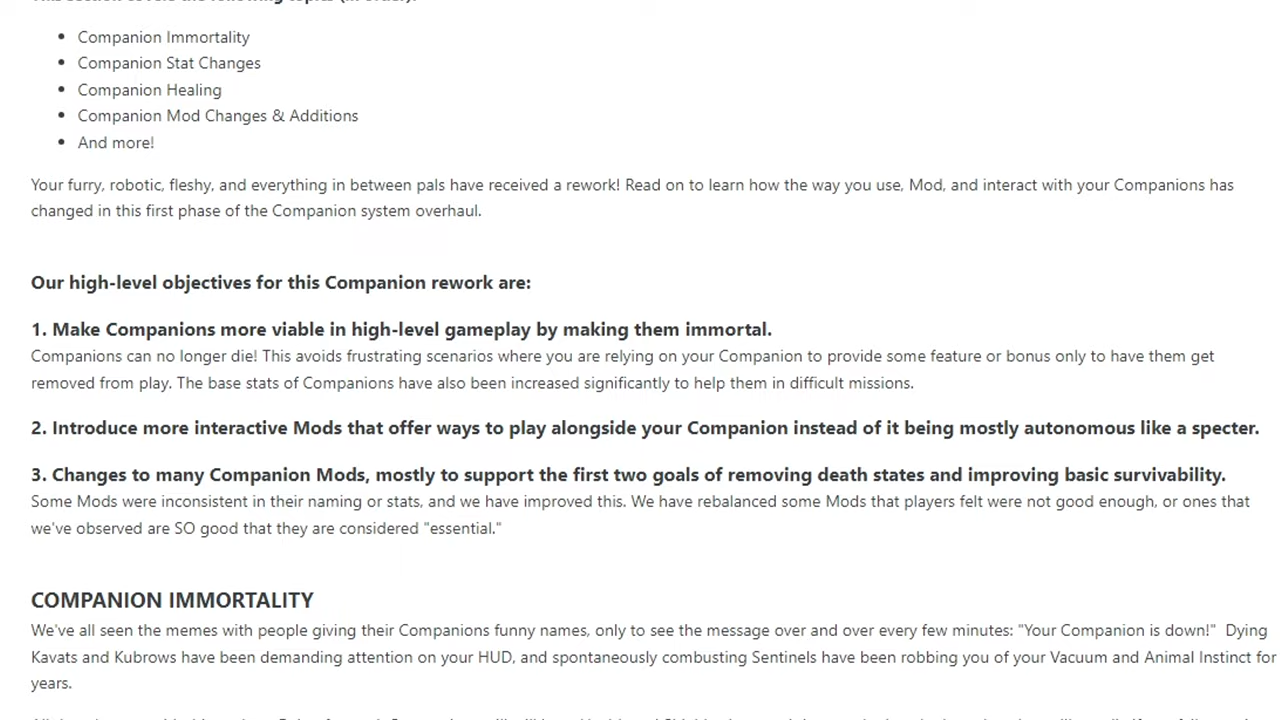 This section covers the following topics (in order):
Companion Immortality
Companion Stat Changes
Companion Healing
Companion Mod Changes & Additions
And more!
Your furry, robotic, fleshy, and everything in between pals have received a rework! Read on to learn how the way you use, Mod, and interact with your Companions has
changed in this first phase of the Companion system overhaul.
Our high-level objectives for this Companion rework are:
1. Make Companions more viable in high-level gameplay by making them immortal.
Companions can no longer die! This avoids frustrating scenarios where you are relying on your Companion to provide some feature or bonus only to have them get
removed from play. The base stats of Companions have also been increased significantly to help them in difficult missions.
2. Introduce more interactive Mods that offer ways to play alongside your Companion instead of it being mostly autonomous like a specter.
3. Changes to many Companion Mods, mostly to support the first two goals of removing death states and improving basic survivability.
Some Mods were inconsistent in their naming or stats, and we have improved this. We have rebalanced some Mods that players felt were not good enough, or ones that
we've observed are SO good that they are considered "essential."
COMPANION IMMORTALITY
We've all seen the memes with people giving their Companions funny names, only to see the message over and over every few minutes: "Your Companion is down!"  Dying
Kavats and Kubrows have been demanding attention on your HUD, and spontaneously combusting Sentinels have been robbing you of your Vacuum and Animal Instinct for
years.